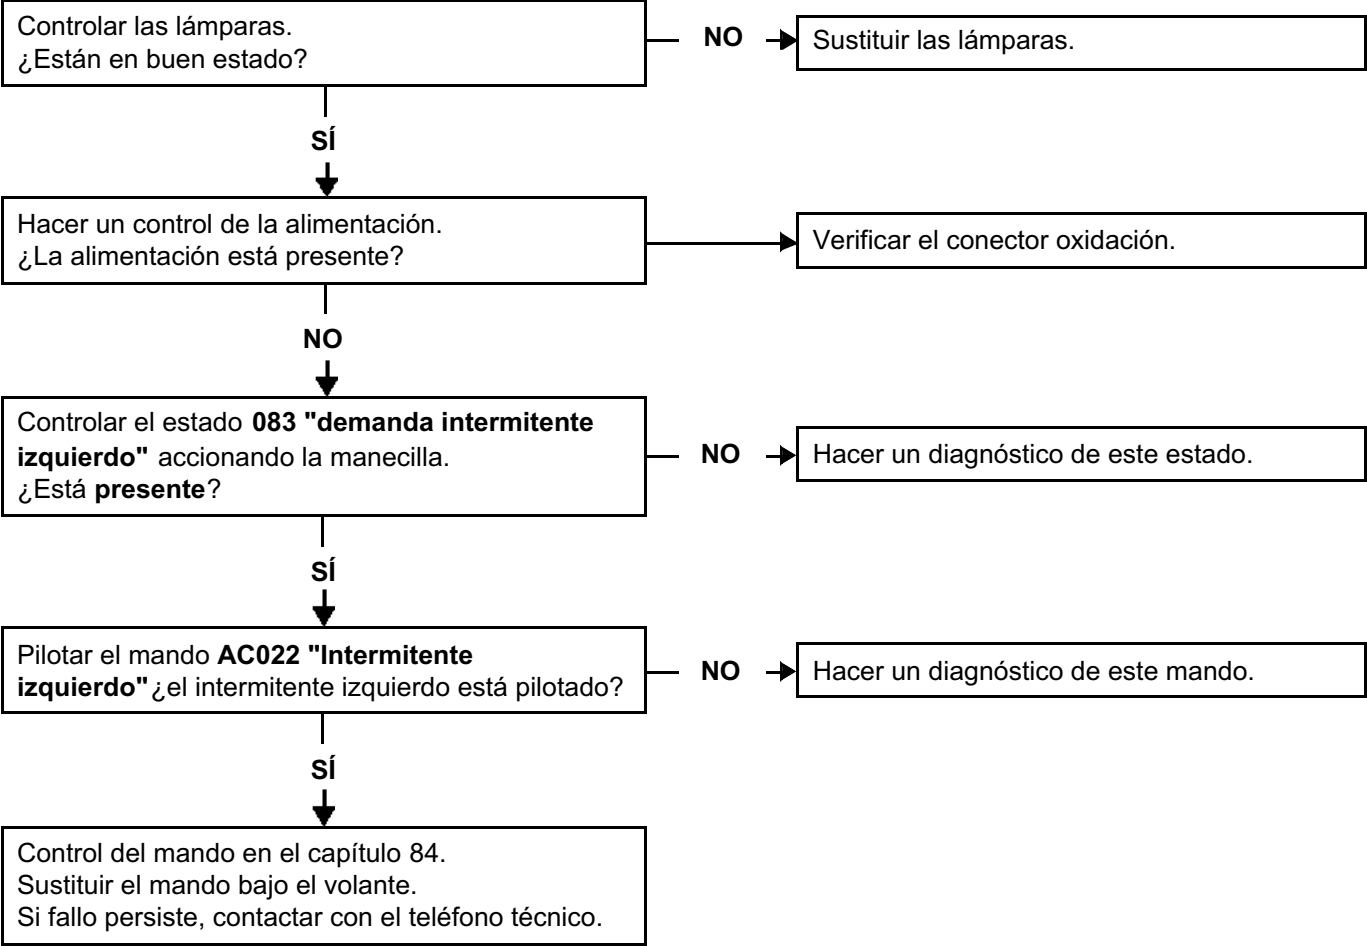 Controlar las lámparas.
¿Están en buen estado?
NO
Sustituir las lámparas.
SÍ
Hacer un control de la alimentación.
¿La alimentación está presente?
Verificar el conector oxidación.
NO
Controlar el estado 083 "demanda intermitente
izquierdo" accionando la manecilla.
¿Está presente?
NO
Hacer un diagnóstico de este estado.
SÍ
Pilotar el mando AC022 "Intermitente
izquierdo"¿el intermitente izquierdo está pilotado?
NO
Hacer un diagnóstico de este mando.
SÍ
Control del mando en el capítulo 84.
Sustituir el mando bajo el volante.
Si fallo persiste, contactar con el teléfono técnico.